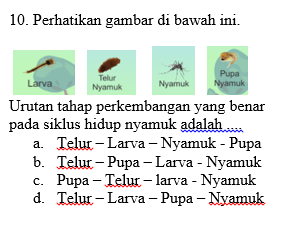 10. Perhatikan gambar di bawah ini.
Larva
Telur
Nyamuk
Nyamuk
Pupa
Nyamuk
Urutan tahap perkembangan yang benar
pada siklus hidup nyamuk adalah ....
a. Telur – Larva – Nyamuk - Pupa
b. Telur – Pupa – Larva - Nyamuk
c. Pupa – Telur – larva - Nyamuk
d. Telur – Larva – Pupa – Nyamuk